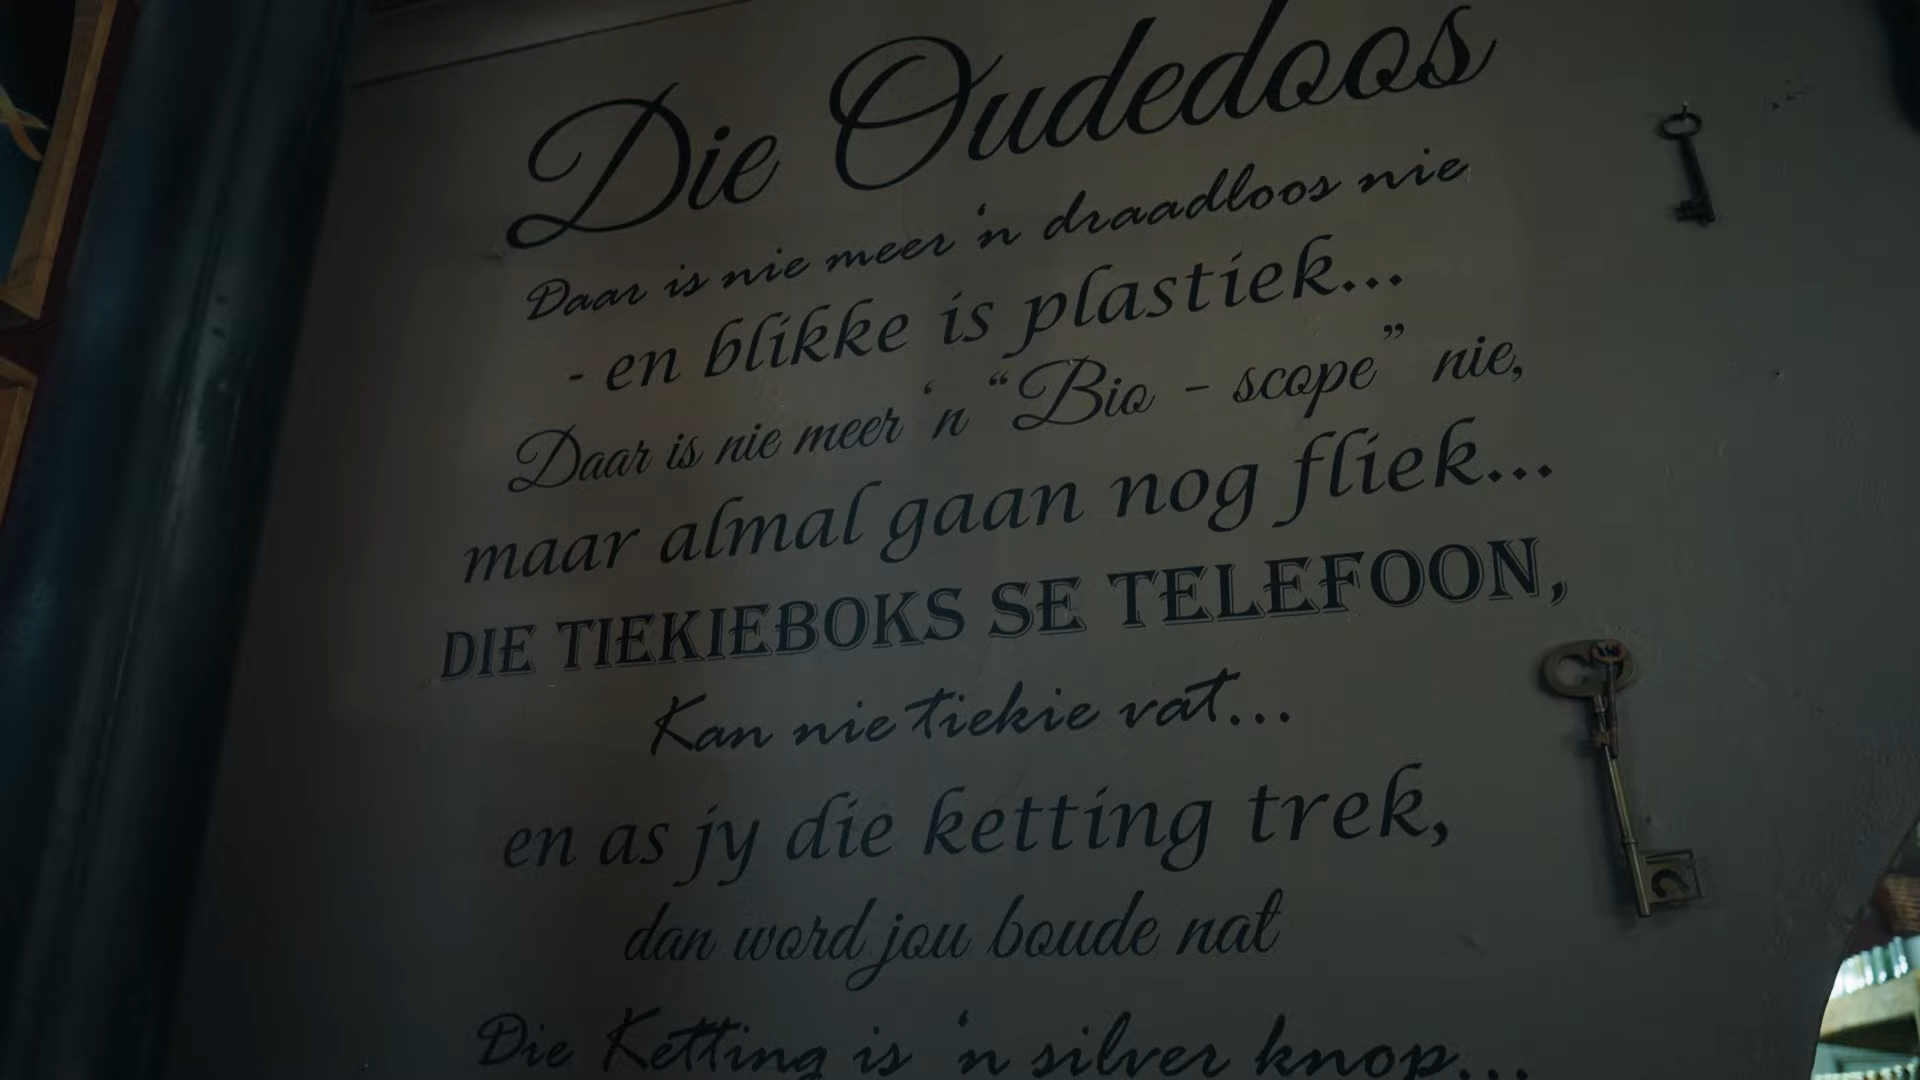 Die Oudedoos
Daar is nie meer 'n draadloos nie
- en blikke is plastiek...
Daar is nie meer 'n “Bio - scope” nie,
maar almal gaan nog fliek...
DIE TIEKIEBOKS SE TELEFOON,
Kan nie tiekie vat...
en as jy die ketting trek,
dan word jou boude nat
Die Ketting is 'n silver knop...